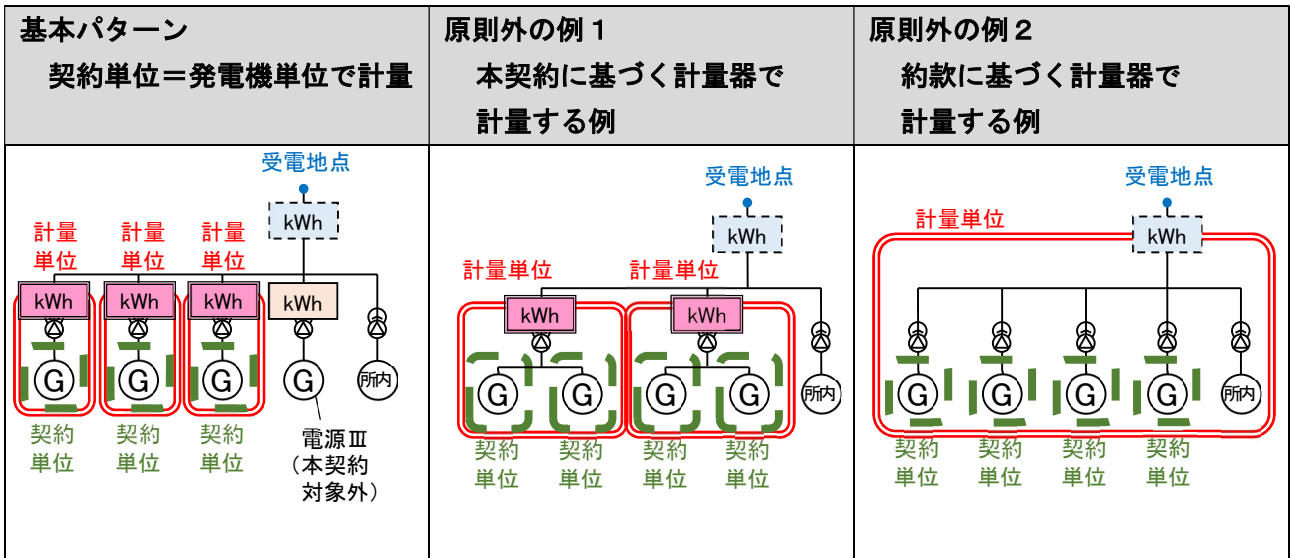 基本パターン
契約単位＝発電機単位で計量
原則外の例１
本契約に基づく計量器で
計量する例
原則外の例２
約款に基づく計量器で
計量する例
受電地点
kWh
計量
単位
計量
単位
計量
単位
kWh
kWh
kWh
kWh
G
G
G
G
所内
契約
単位
契約
単位
契約
単位
電源Ⅲ
（本契約
対象外）
受電地点
kWh
計量単位
計量単位
kWh
kWh
G
G
G
G
所内
契約
単位
契約
単位
契約
単位
契約
単位
受電地点
計量単位
kWh
G
G
G
G
所内
契約
単位
契約
単位
契約
単位
契約
単位